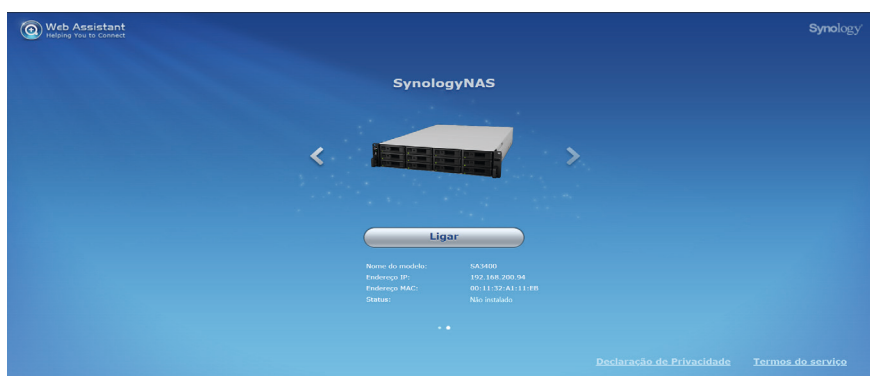 Web Assistant
Helping You to Connect
Synology
SynologyNAS
Ligar
Nome do modelo: SA3400
Endereço IP: 192.168.200.94
Endereço MAC: 00:11:32:A1:11:EB
Status: Não instalado
Declaração de Privacidade Termos do serviço